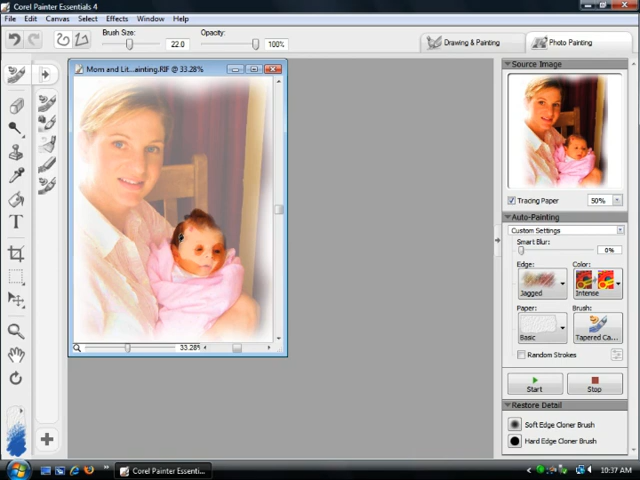 Corel Painter Essentials 4
File Edit Canvas Select Effects Window Help
Brush Size: 22.0 Opacity: 100%
Drawing & Painting Photo Painting
Mom and Lit...ainting.RIF @ 33.28%
Source Image
Tracing Paper 50%
Auto-Painting
Custom Settings
Smart Blur:
0%
Edge: Color:
Jagged Intense
Paper: Brush:
Basic Tapered Ca...
Random Strokes
Start Stop
Restore Detail
Soft Edge Cloner Brush
Hard Edge Cloner Brush
33.28%
T
Corel Painter Essenti...
10:37 AM